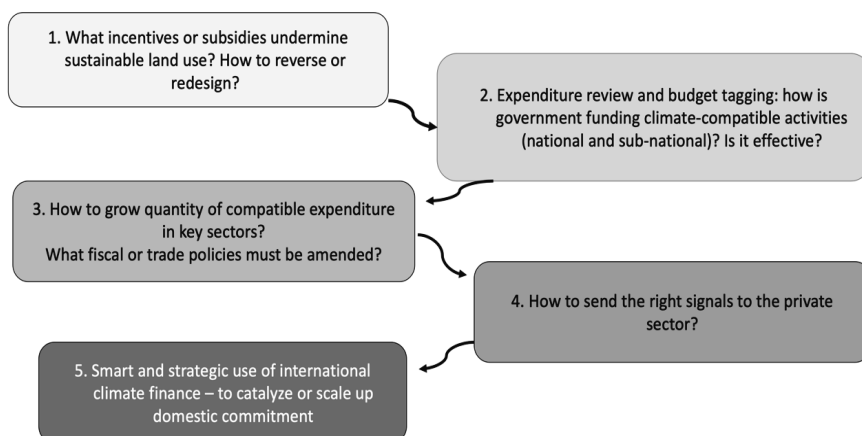 1. What incentives or subsidies undermine
sustainable land use? How to reverse or
redesign?
2. Expenditure review and budget tagging: how is
government funding climate-compatible activities
(national and sub-national)? Is it effective?
3. How to grow quantity of compatible expenditure
in key sectors?
What fiscal or trade policies must be amended?
4. How to send the right signals to the private
sector?
5. Smart and strategic use of international
climate finance – to catalyze or scale up
domestic commitment